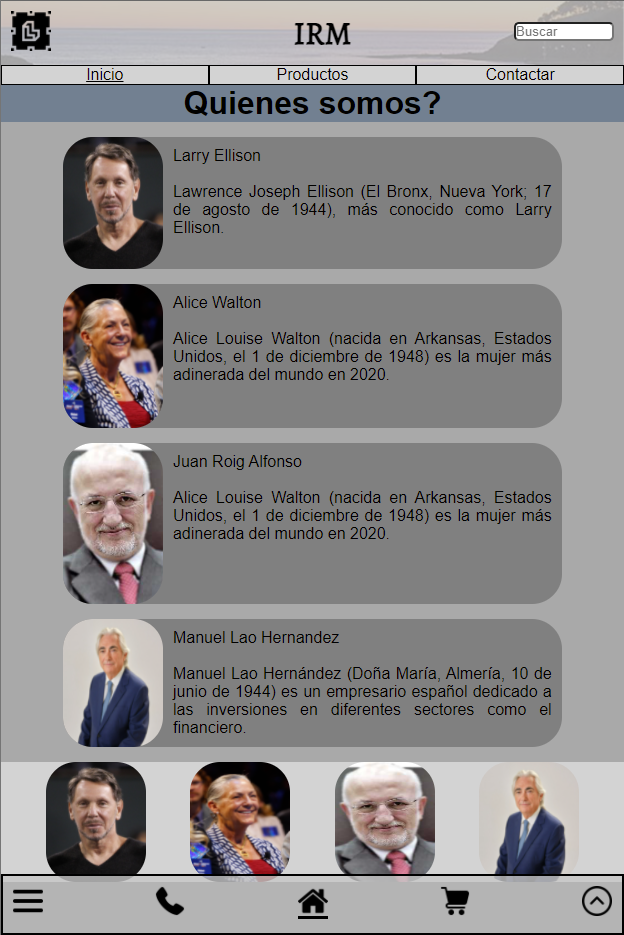 IRM
Buscar
Inicio
Productos
Contactar
Quienes somos?
Larry Ellison
Lawrence Joseph Ellison (El Bronx, Nueva York; 17
de agosto de 1944), más conocido como Larry
Ellison.
Alice Walton
Alice Louise Walton (nacida en Arkansas, Estados
Unidos, el 1 de diciembre de 1948) es la mujer más
adinerada del mundo en 2020.
Juan Roig Alfonso
Alice Louise Walton (nacida en Arkansas, Estados
Unidos, el 1 de diciembre de 1948) es la mujer más
adinerada del mundo en 2020.
Manuel Lao Hernandez
Manuel Lao Hernández (Doña María, Almería, 10 de
junio de 1944) es un empresario español dedicado a
las inversiones en diferentes sectores como el
financiero.